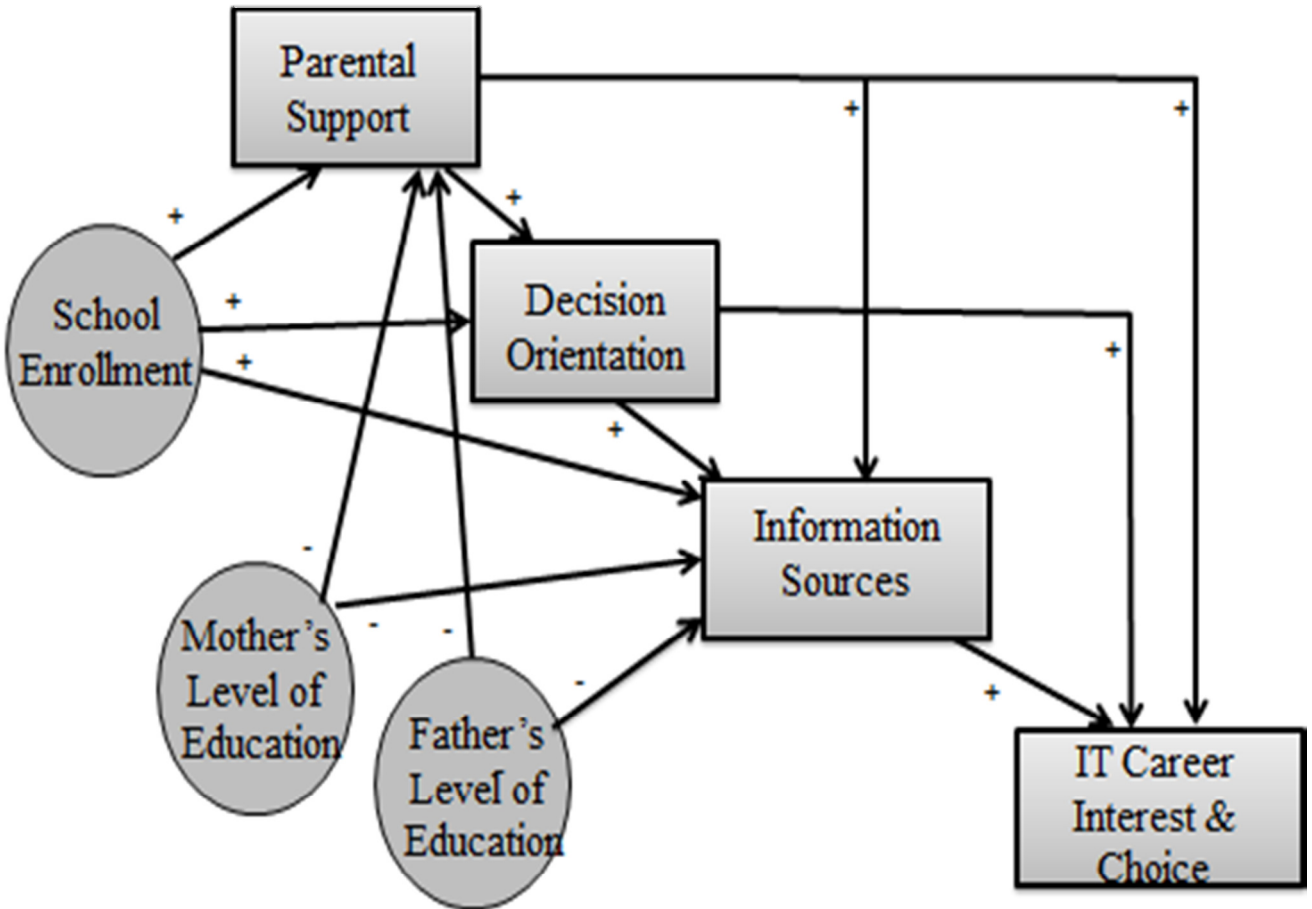 Parental
Support
+
+
+
+
School
Enrollment
+
+
Decision
Orientation
+
+
Information
Sources
-
-
-
-
+
Mother's
Level of
Education
Father's
Level of
Education
IT Career
Interest &
Choice